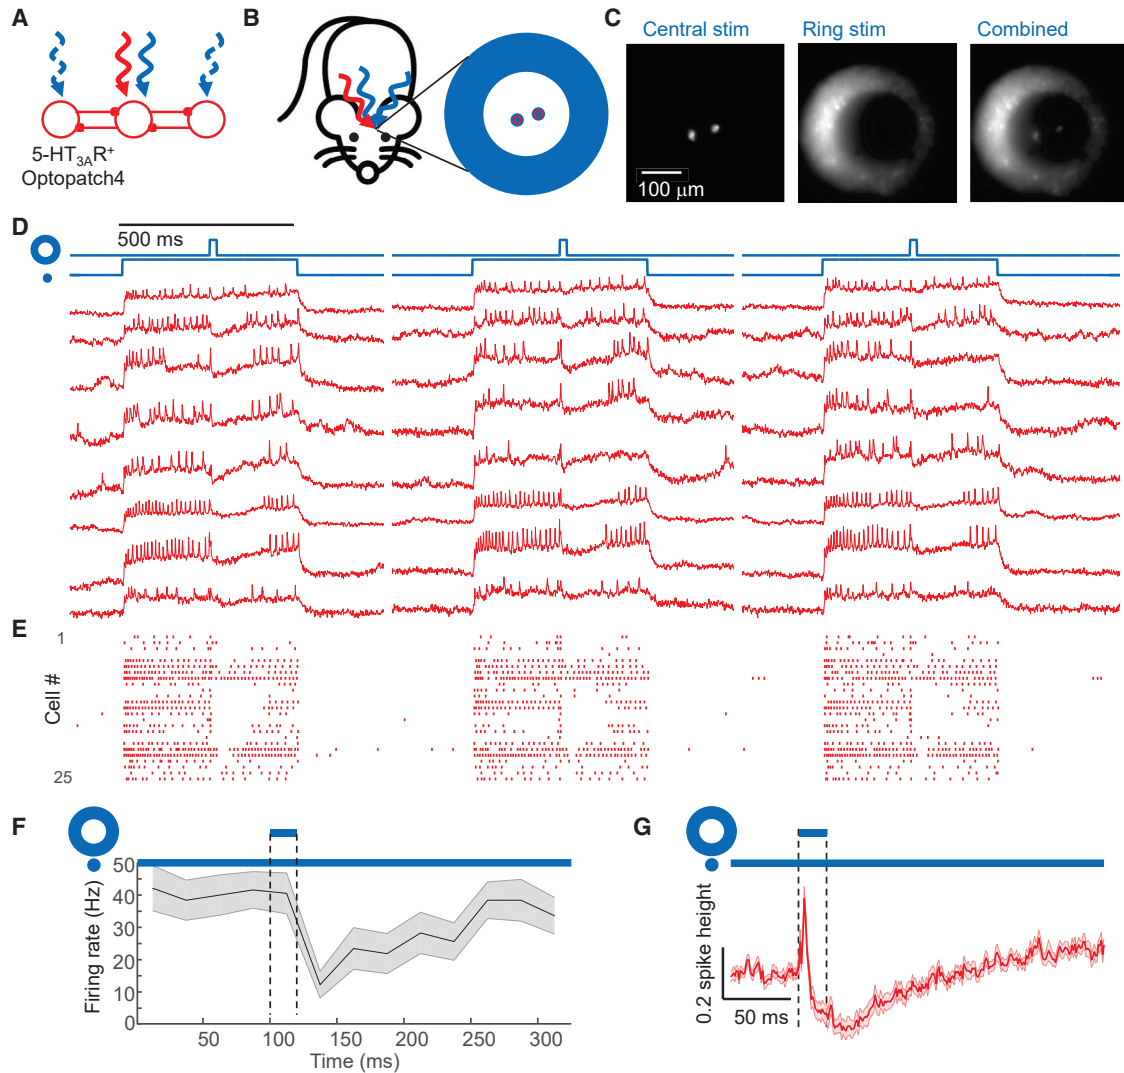 A
B
C
Central stim
Ring stim
Combined
5-HT3AR+
Optopatch4
100 μm
D
500 ms
E
1
Cell #
25
F
G
Firing rate (Hz)
50
40
30
20
10
0
50
100
150
200
250
300
Time (ms)
0.2 spike height
50 ms